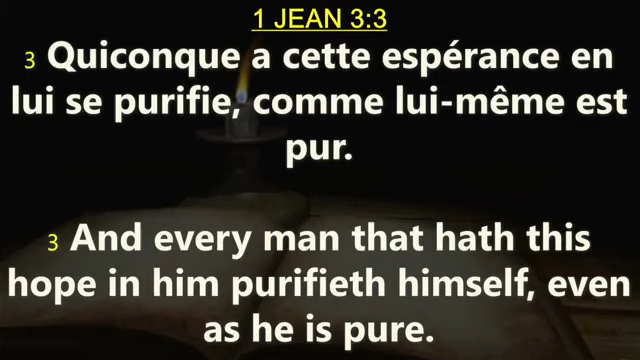 1 JEAN 3:3
3 Quiconque a cette espérance en
lui se purifie, comme lui-même est
pur.
3 And every man that hath this
hope in him purifieth himself, even
as he is pure.